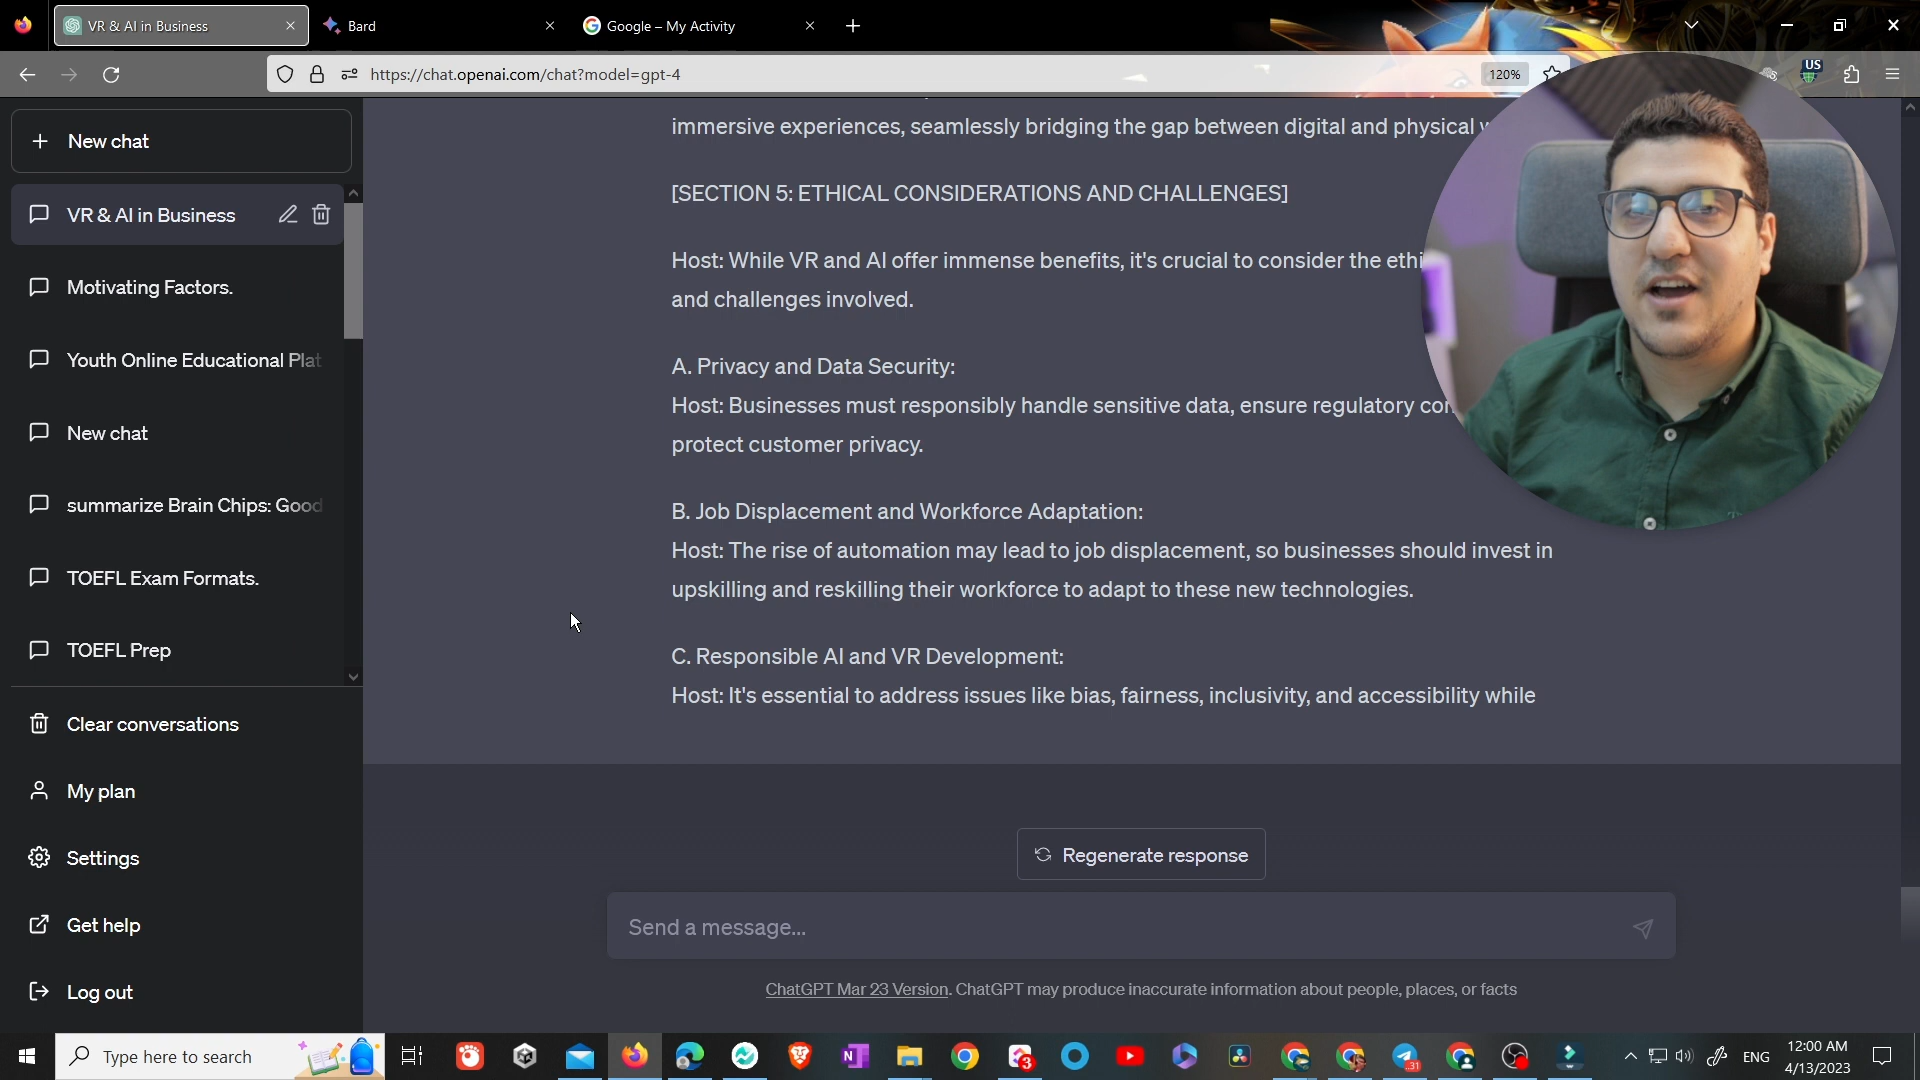 VR & AI in Business
Bard
Google – My Activity
https://chat.openai.com/chat?model=gpt-4
120%
US
New chat
VR & AI in Business
Motivating Factors.
Youth Online Educational Plat
New chat
summarize Brain Chips: Good
TOEFL Exam Formats.
TOEFL Prep
Clear conversations
My plan
Settings
Get help
Log out
immersive experiences, seamlessly bridging the gap between digital and physical
[SECTION 5: ETHICAL CONSIDERATIONS AND CHALLENGES]
Host: While VR and AI offer immense benefits, it's crucial to consider the ethi
and challenges involved.
A. Privacy and Data Security:
Host: Businesses must responsibly handle sensitive data, ensure regulatory
protect customer privacy.
B. Job Displacement and Workforce Adaptation:
Host: The rise of automation may lead to job displacement, so businesses should invest in
upskilling and reskilling their workforce to adapt to these new technologies.
C. Responsible AI and VR Development:
Host: It's essential to address issues like bias, fairness, inclusivity, and accessibility while
Regenerate response
Send a message...
ChatGPT Mar 23 Version. ChatGPT may produce inaccurate information about people, places, or facts
Type here to search
N
3
31
ENG
12:00 AM
4/13/2023